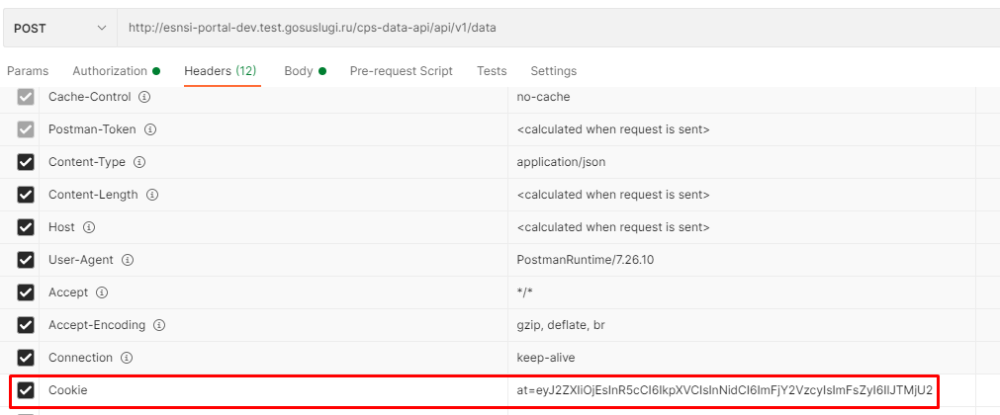 POST http://esnsi-portal-dev.test.gosuslugi.ru/cps-data-api/api/v1/data
Params Authorization Headers (12) Body Pre-request Script Tests Settings
Cache-Control no-cache
Postman-Token <calculated when request is sent>
Content-Type application/json
Content-Length <calculated when request is sent>
Host <calculated when request is sent>
User-Agent PostmanRuntime/7.26.10
Accept */*
Accept-Encoding gzip, deflate, br
Connection keep-alive
Cookie at=eyJ2ZXIiOjEsInR5cCI6IkpXVCIsInNidCI6ImFjY2VzcyIsImFsZyI6IlJTMjU2